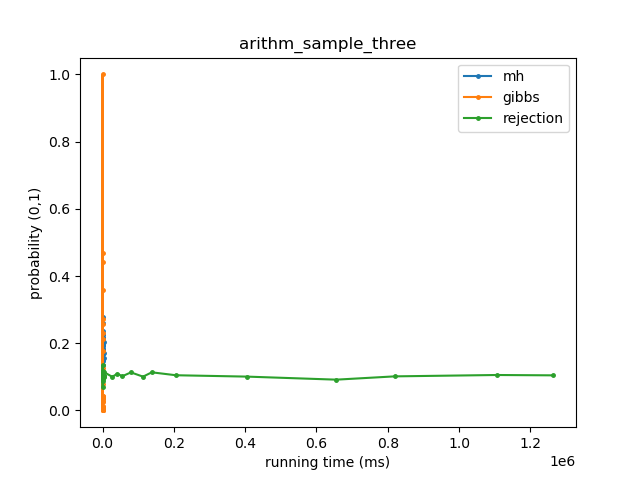 arithm_sample_three
mh
gibbs
rejection
probability (0,1)
1.0
0.8
0.6
0.4
0.2
0.0
0.0 0.2 0.4 0.6 0.8 1.0 1.2
1e6
running time (ms)